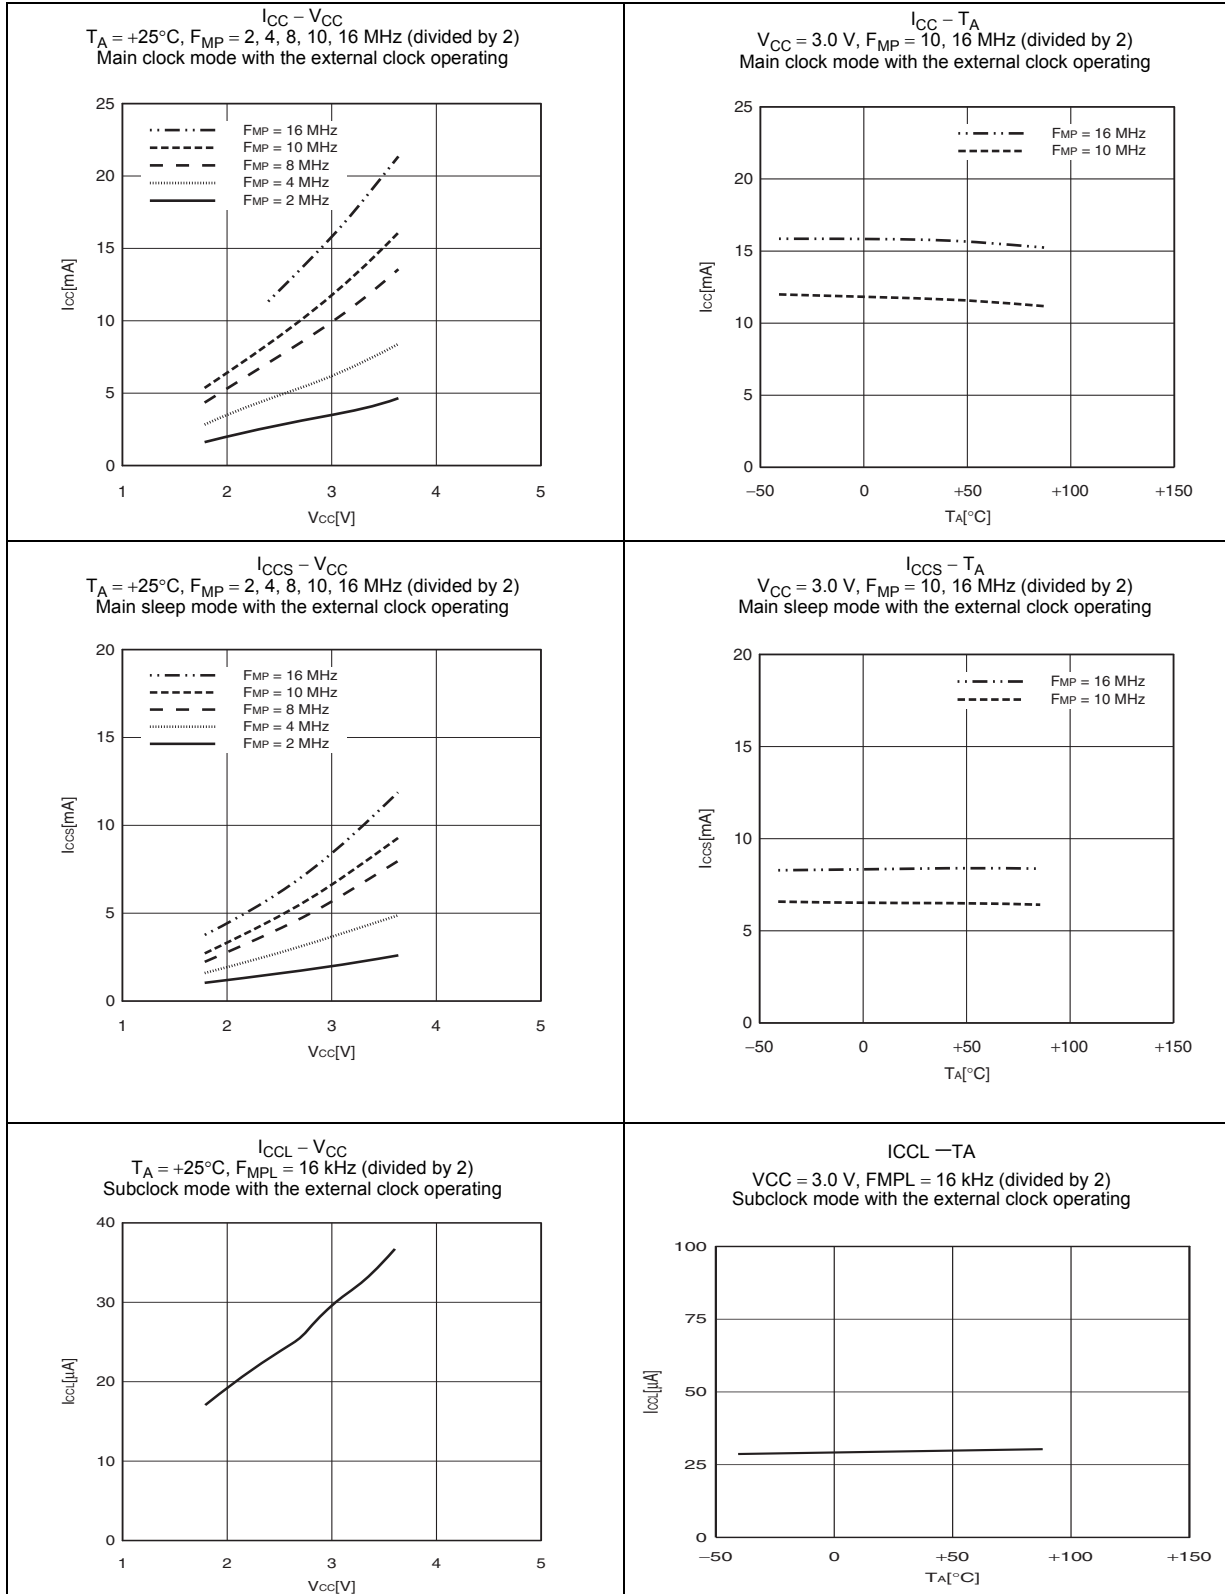 ICC – VCC
TA = +25°C, FMP = 2, 4, 8, 10, 16 MHz (divided by 2)
Main clock mode with the external clock operating
25
20
15
10
5
0
ICC[mA]
FMP = 16 MHz
FMP = 10 MHz
FMP = 8 MHz
FMP = 4 MHz
FMP = 2 MHz
1 2 3 4 5
VCC[V]
ICC – TA
VCC = 3.0 V, FMP = 10, 16 MHz (divided by 2)
Main clock mode with the external clock operating
25
20
15
10
5
0
ICC[mA]
FMP = 16 MHz
FMP = 10 MHz
−50 0 +50 +100 +150
TA[°C]
ICCS – VCC
TA = +25°C, FMP = 2, 4, 8, 10, 16 MHz (divided by 2)
Main sleep mode with the external clock operating
20
15
10
5
0
ICCS[mA]
FMP = 16 MHz
FMP = 10 MHz
FMP = 8 MHz
FMP = 4 MHz
FMP = 2 MHz
1 2 3 4 5
VCC[V]
ICCS – TA
VCC = 3.0 V, FMP = 10, 16 MHz (divided by 2)
Main sleep mode with the external clock operating
20
15
10
5
0
ICCS[mA]
FMP = 16 MHz
FMP = 10 MHz
−50 0 +50 +100 +150
TA[°C]
ICCL – VCC
TA = +25°C, FMPL = 16 kHz (divided by 2)
Subclock mode with the external clock operating
40
30
20
10
0
ICCL[µA]
1 2 3 4 5
VCC[V]
ICCL —TA
VCC = 3.0 V, FMPL = 16 kHz (divided by 2)
Subclock mode with the external clock operating
100
75
50
25
0
ICCL[µA]
−50 0 +50 +100 +150
TA[°C]